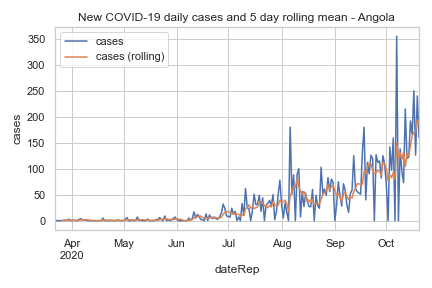 New COVID-19 daily cases and 5 day rolling mean - Angola
cases
cases (rolling)
350
300
250
200
150
100
50
0
cases
Apr
2020
May
Jun
Jul
Aug
Sep
Oct
dateRep